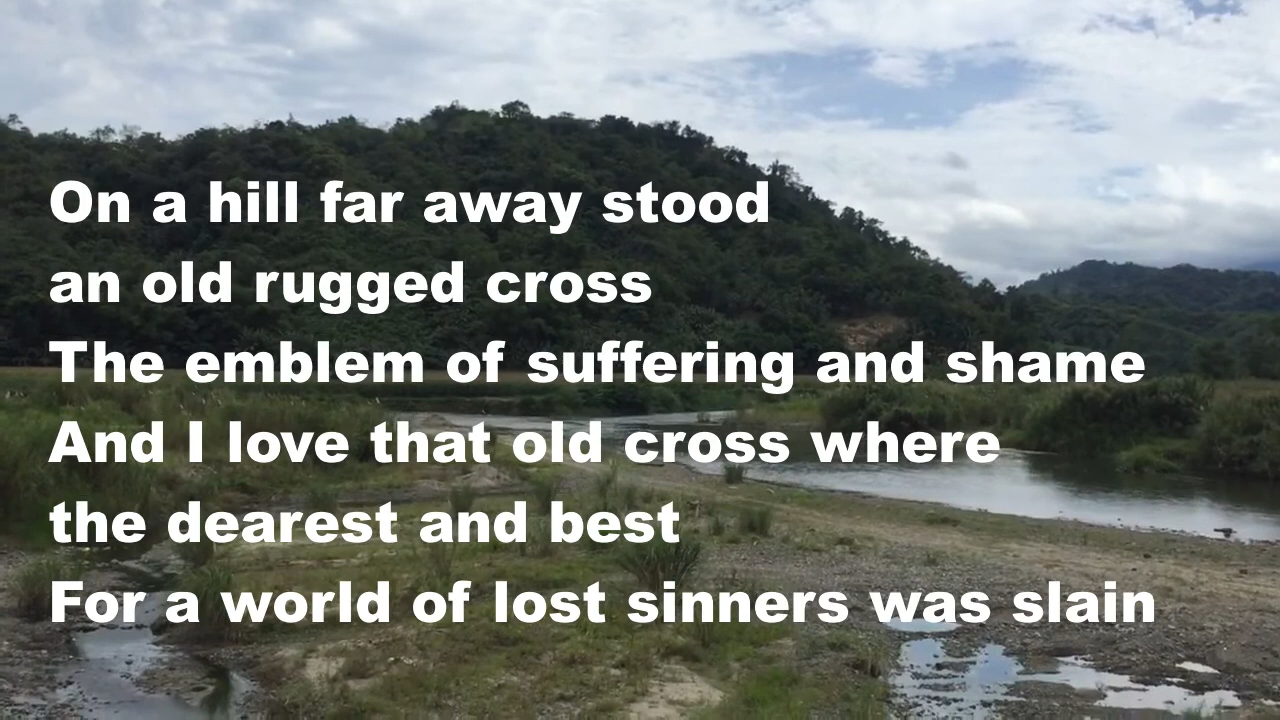 On a hill far away stood
an old rugged cross
The emblem of suffering and shame
And I love that old cross where
the dearest and best
For a world of lost sinners was slain